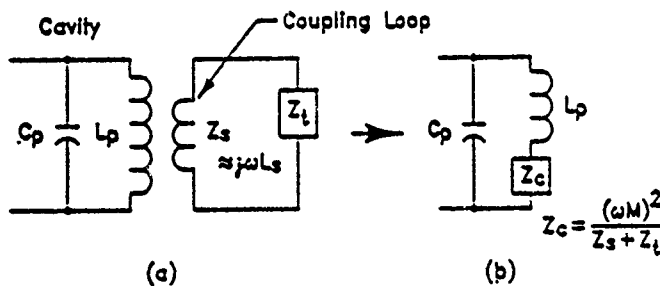 Cavity
Coupling Loop
Cp
Lp
Zs
≈jωLs
Zt
Cp
Lp
Zc
Zc = (ωM)² / Zs + Zt
(a)
(b)